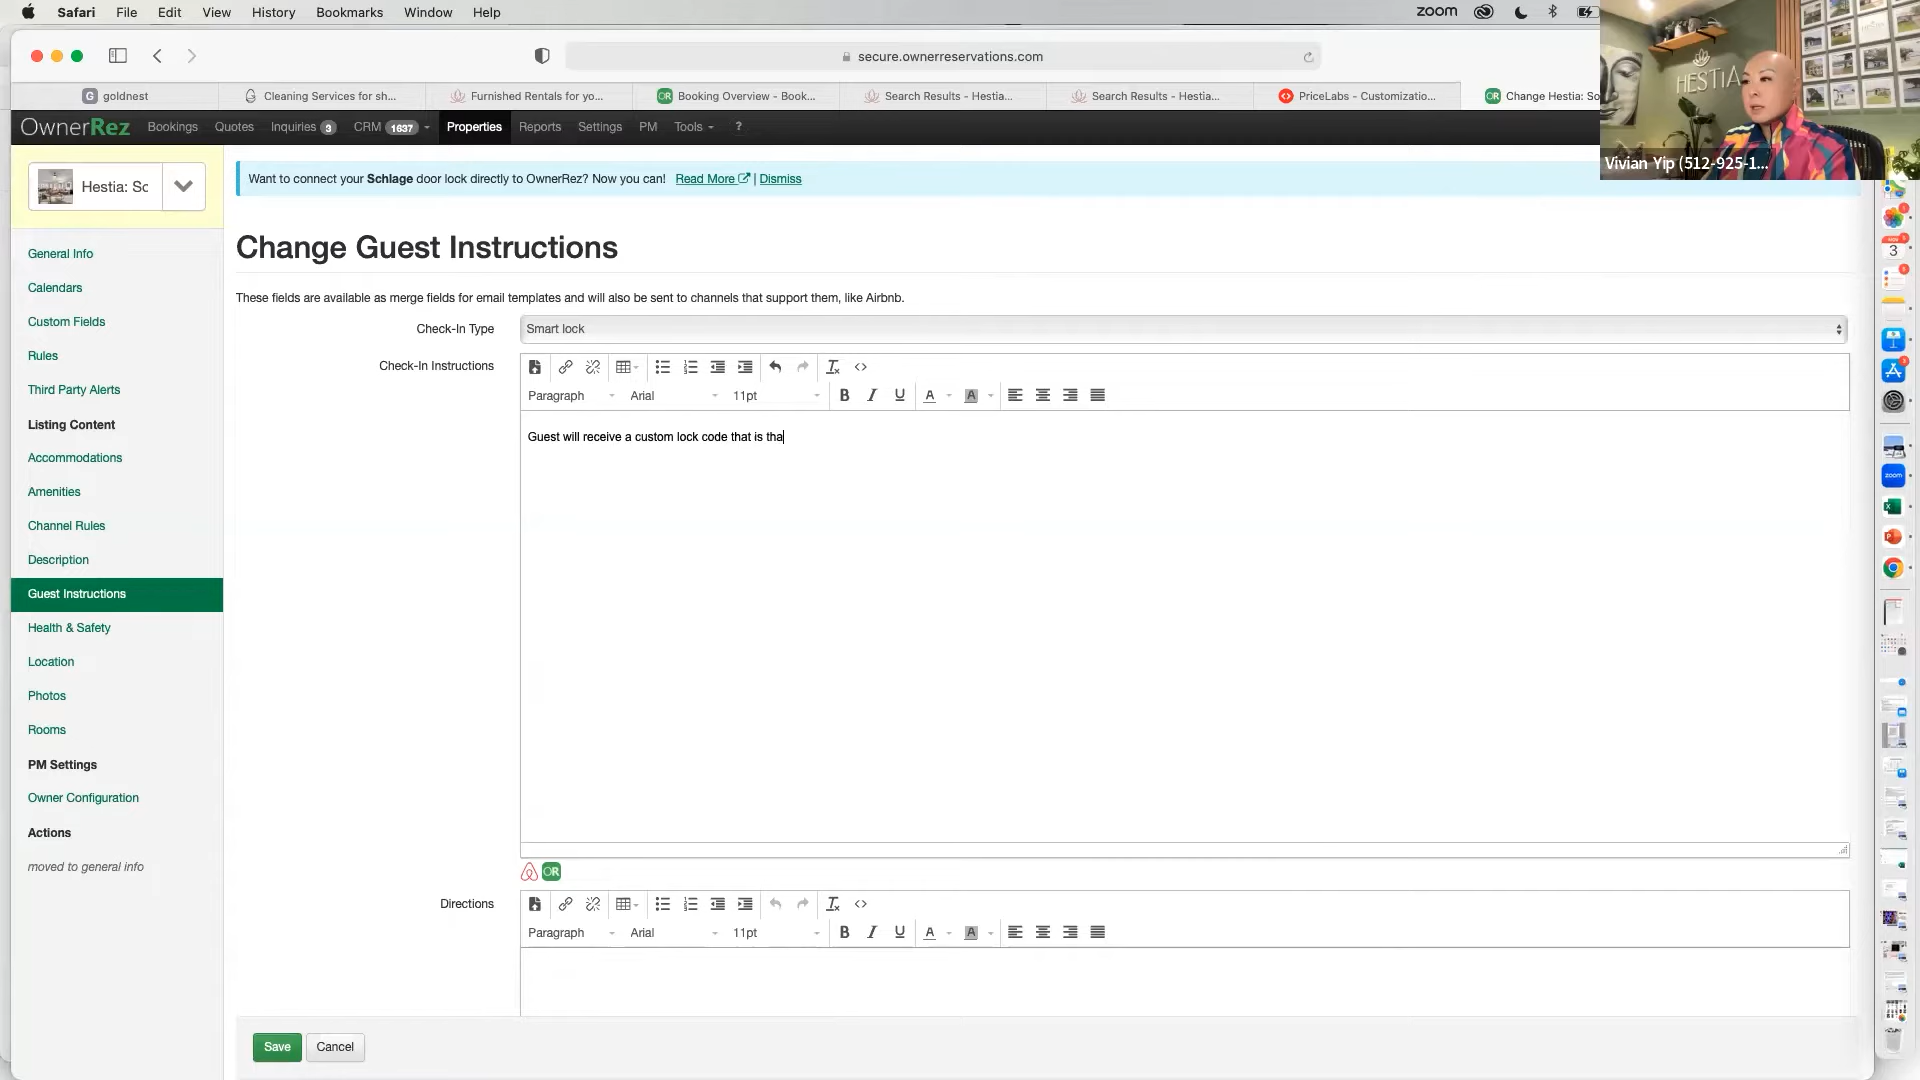 Safari File Edit View History Bookmarks Window Help
zoom
secure.ownerreservations.com
goldnest
Cleaning Services for sh...
Furnished Rentals for yo...
Booking Overview - Book...
Search Results - Hestia...
Search Results - Hestia...
PriceLabs - Customizatio...
Change Hestia: So
OwnerRez Bookings Quotes Inquiries 3 CRM 1637 Properties Reports Settings PM Tools ?
HESTIA
Vivian Yip (512-925-1...
Hestia: Sc
Want to connect your Schlage door lock directly to OwnerRez? Now you can! Read More | Dismiss
General Info
Calendars
Custom Fields
Rules
Third Party Alerts
Listing Content
Accommodations
Amenities
Channel Rules
Description
Guest Instructions
Health & Safety
Location
Photos
Rooms
PM Settings
Owner Configuration
Actions
moved to general info
Change Guest Instructions
These fields are available as merge fields for email templates and will also be sent to channels that support them, like Airbnb.
Check-In Type Smart lock
Check-In Instructions
Paragraph Arial 11pt B I U A A
Guest will receive a custom lock code that is tha
OR
Directions
Paragraph Arial 11pt B I U A A
Save Cancel
3
zoom